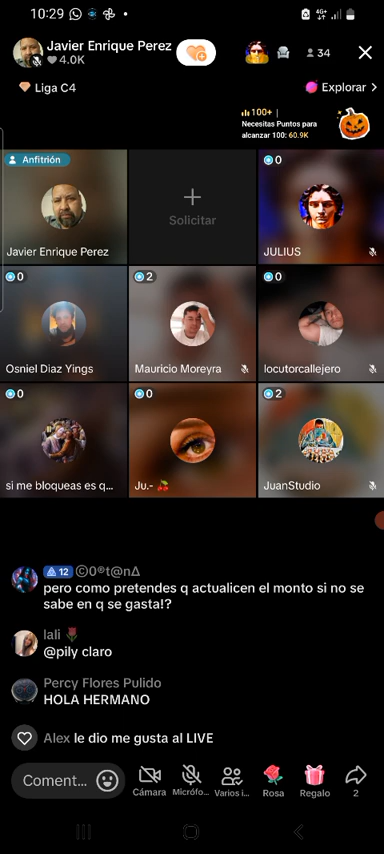 10:29
4G+
Javier Enrique Perez
4.0K
34
Liga C4
Explorar >
100+ |
Necesitas Puntos para
alcanzar 100: 60.9K
Anfitrión
Javier Enrique Perez
Solicitar
0
JULIUS
0
Osniel Diaz Yings
2
Mauricio Moreyra
0
locutorcallejero
0
si me bloqueas es q...
0
Ju.- 🍒
2
JuanStudio
12 ©0®t@n∆
pero como pretendes q actualicen el monto si no se
sabe en q se gasta!?
lali 🌹
@pily claro
Percy Flores Pulido
HOLA HERMANO
Alex le dio me gusta al LIVE
Coment...
Cámara
Micrófo...
Varios i...
Rosa
Regalo
2